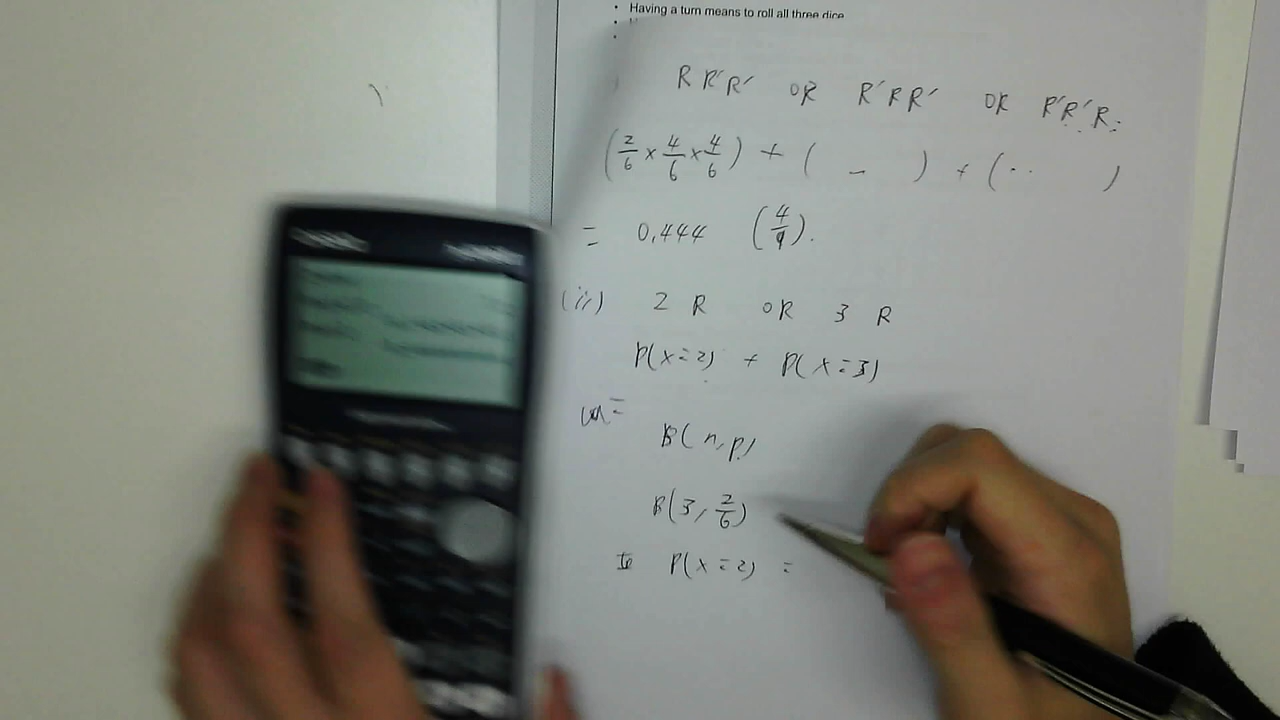 • Having a turn means to roll all three dice
R R'R' OR R'RR' OR R'R'R
(2/6 × 4/6 × 4/6) + ( – ) + (·· )
= 0.444 (4/9).
(ii) 2 R OR 3 R
P(x=2) + P(x=3)
B(n,p)
B(3, 2/6)
P(x=2) =